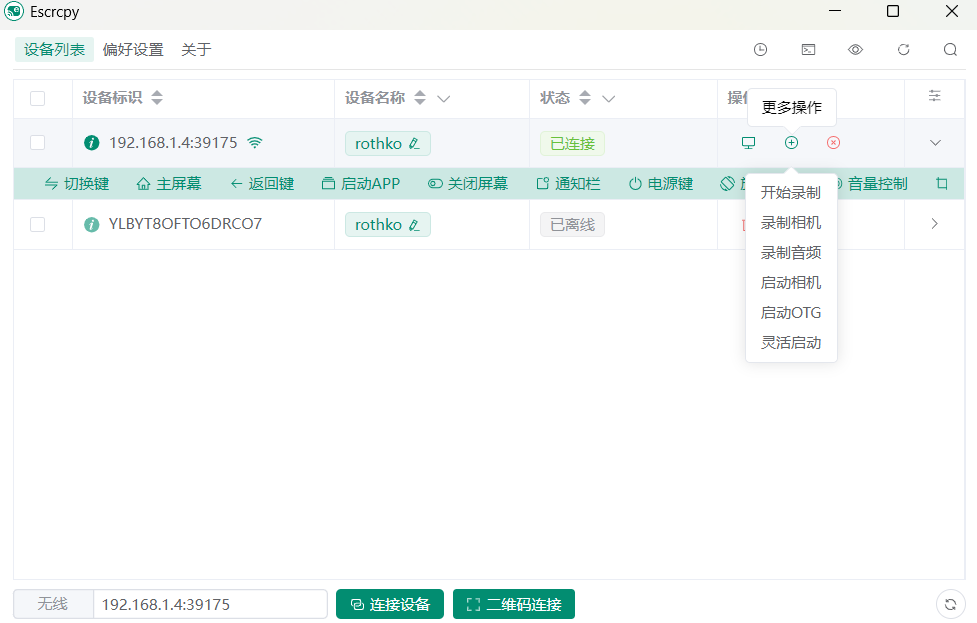 Escrcpy
设备列表 偏好设置 关于
设备标识 设备名称 状态
更多操作
192.168.1.4:39175 rothko 已连接
切换键 主屏幕 返回键 启动APP 关闭屏幕 通知栏 电源键 音量控制
开始录制
YLBYT8OFTO6DRCO7 rothko 已离线
录制相机
录制音频
启动相机
启动OTG
灵活启动
无线 192.168.1.4:39175 连接设备 二维码连接